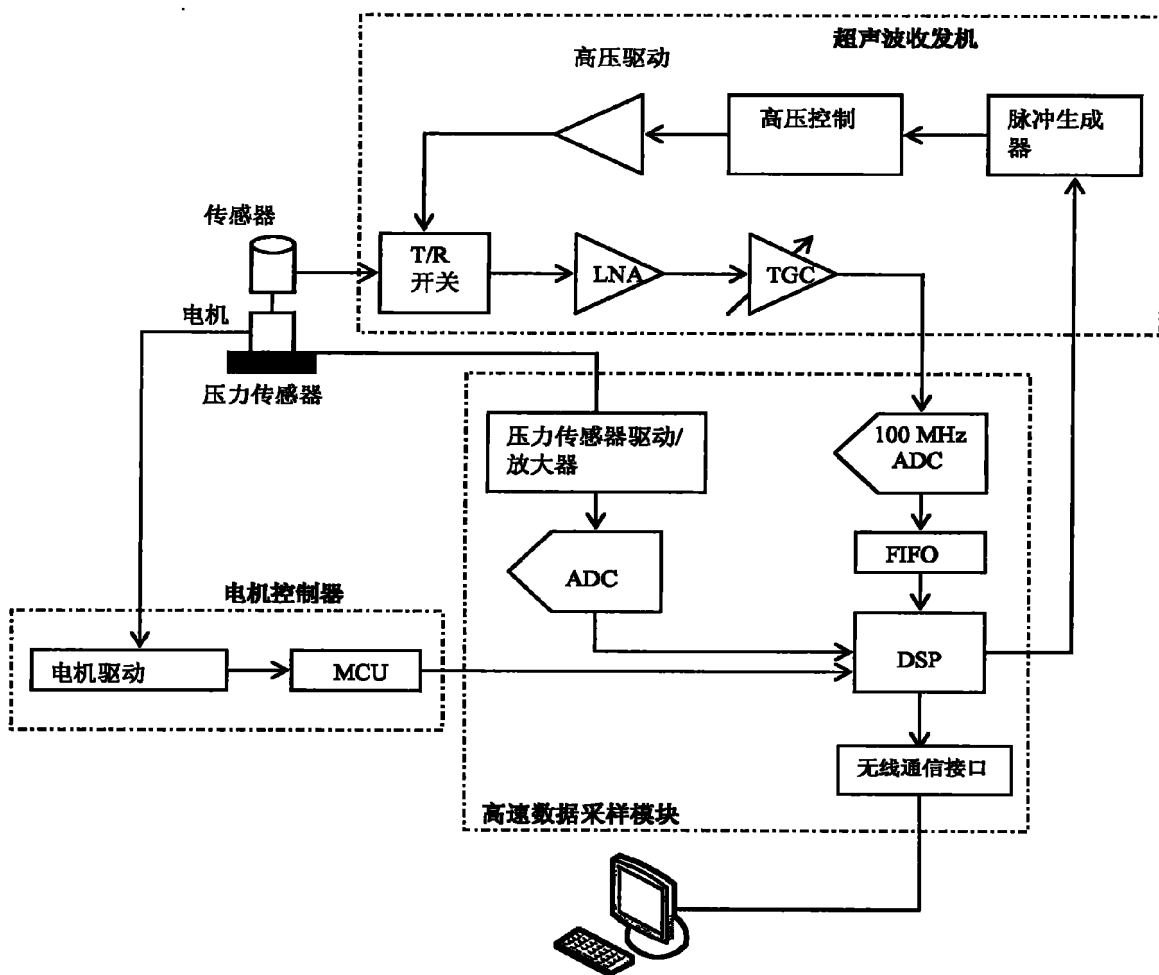 超声波收发机
高压驱动
高压控制
脉冲生成
器
传感器
T/R
开关
LNA
TGC
电机
压力传感器
压力传感器驱动/
放大器
100 MHz
ADC
FIFO
ADC
电机控制器
电机驱动
MCU
DSP
无线通信接口
高速数据采样模块